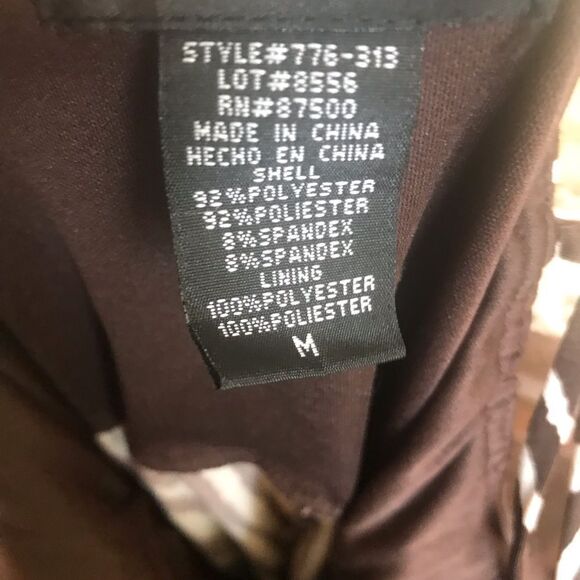 STYLE#776-313
LOT#8556
RN#87500
MADE IN CHINA
HECHO EN CHINA
SHELL
92%POLYESTER
92%POLIESTER
8%SPANDEX
8%SPANDEX
LINING
100%POLYESTER
100%POLIESTER
M